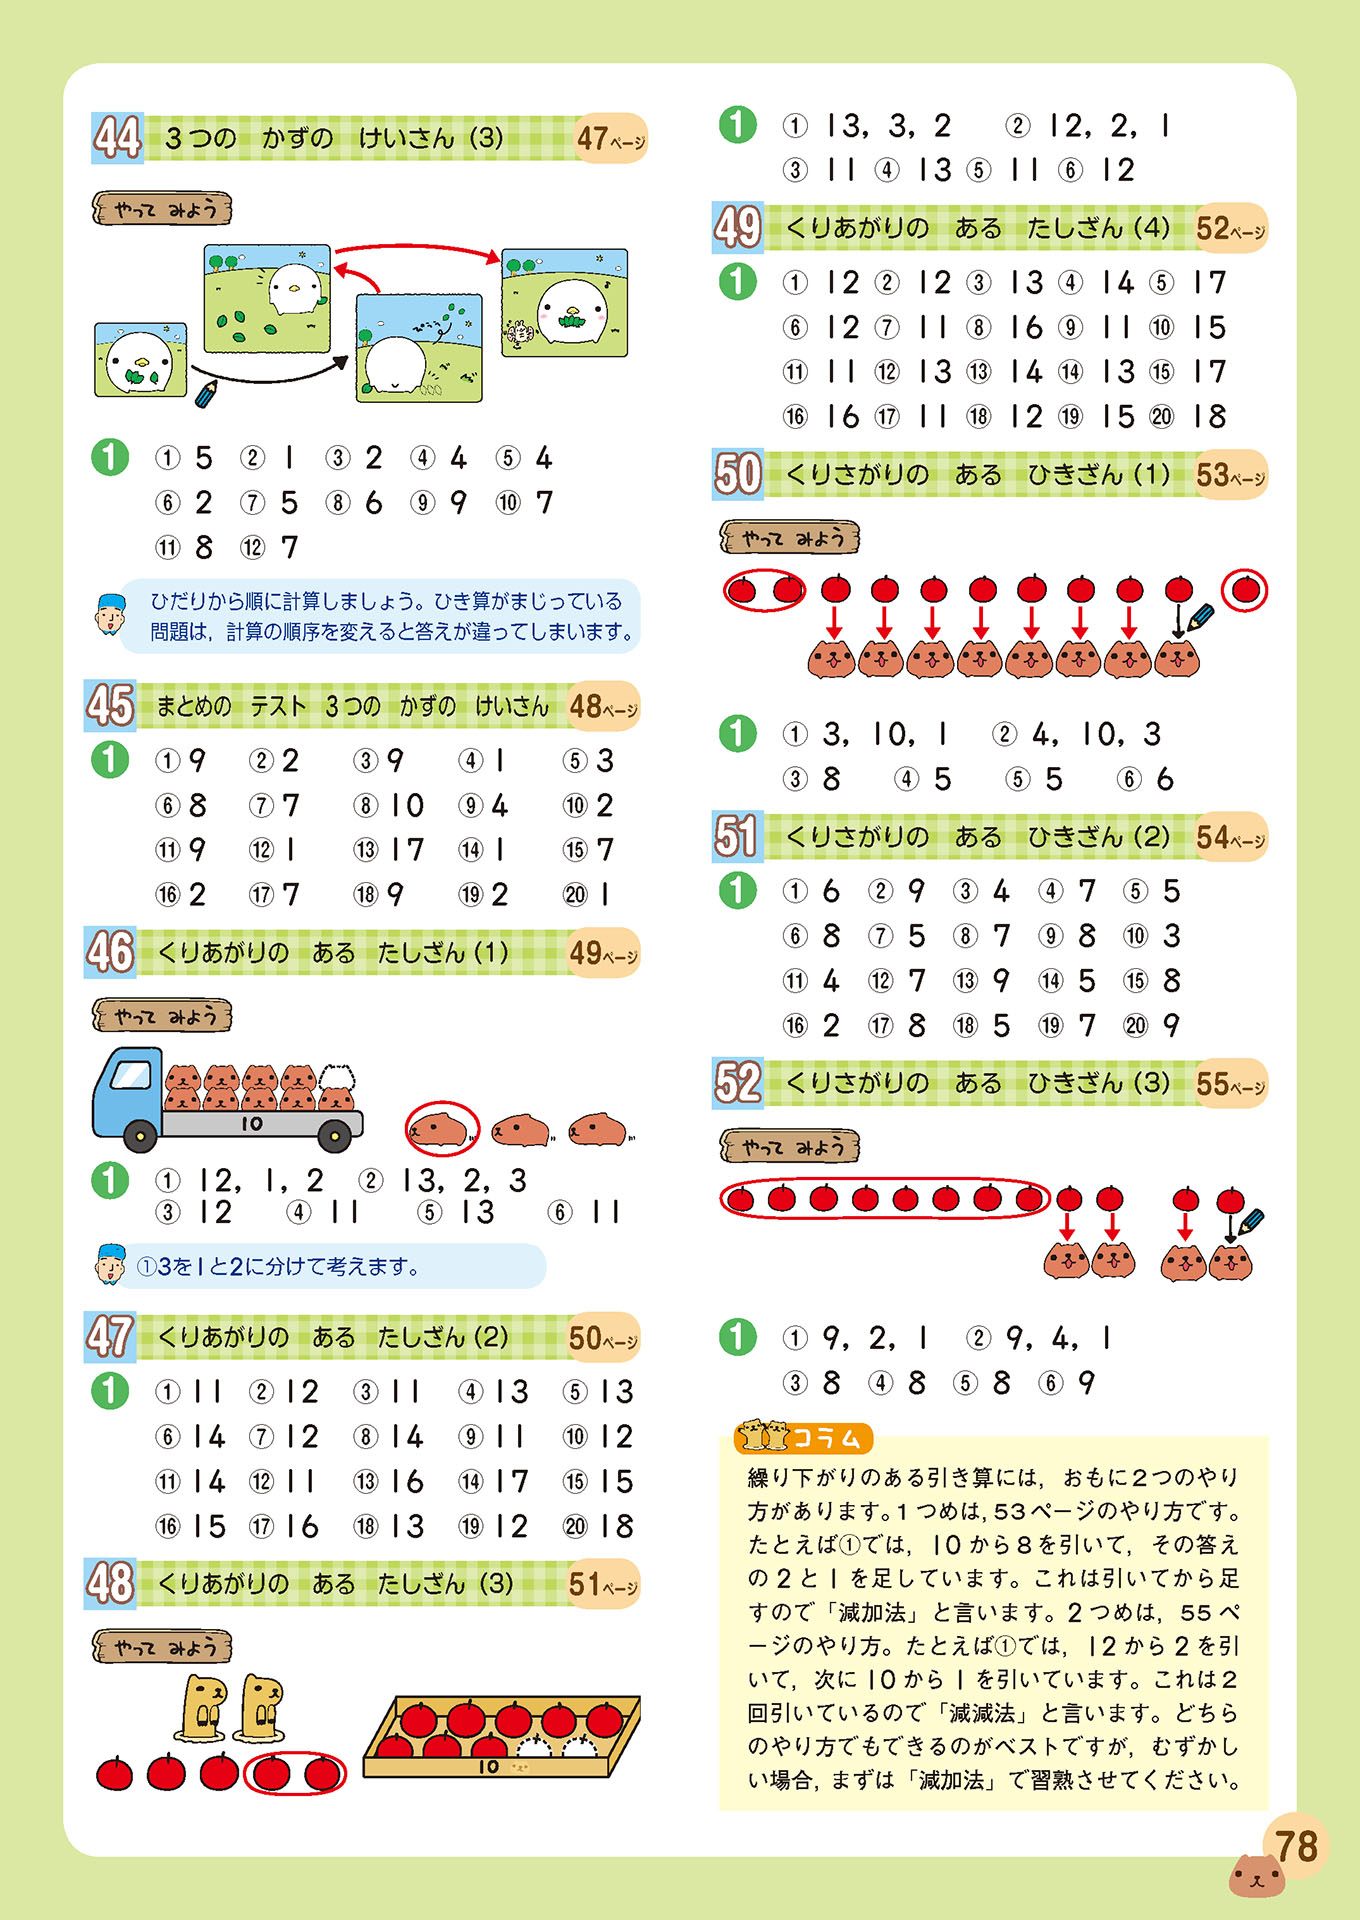 44 3つの かずの けいさん(3) 47ページ
やって みよう
1 ① 5 ② 1 ③ 2 ④ 4 ⑤ 4
⑥ 2 ⑦ 5 ⑧ 6 ⑨ 9 ⑩ 7
⑪ 8 ⑫ 7
ひだりから順に計算しましょう。ひき算がまじっている
問題は，計算の順序を変えると答えが違ってしまいます。
45 まとめの テスト 3つの かずの けいさん 48ページ
1 ① 9 ② 2 ③ 9 ④ 1 ⑤ 3
⑥ 8 ⑦ 7 ⑧ 10 ⑨ 4 ⑩ 2
⑪ 9 ⑫ 1 ⑬ 17 ⑭ 1 ⑮ 7
⑯ 2 ⑰ 7 ⑱ 9 ⑲ 2 ⑳ 1
46 くりあがりの ある たしざん(1) 49ページ
やって みよう
10
1 ① 12, 1, 2 ② 13, 2, 3
③ 12 ④ 11 ⑤ 13 ⑥ 11
①3を1と2に分けて考えます。
47 くりあがりの ある たしざん(2) 50ページ
1 ① 11 ② 12 ③ 11 ④ 13 ⑤ 13
⑥ 14 ⑦ 12 ⑧ 14 ⑨ 11 ⑩ 12
⑪ 14 ⑫ 11 ⑬ 16 ⑭ 17 ⑮ 15
⑯ 15 ⑰ 16 ⑱ 13 ⑲ 12 ⑳ 18
48 くりあがりの ある たしざん(3) 51ページ
やって みよう
10
1 ① 13, 3, 2 ② 12, 2, 1
③ 11 ④ 13 ⑤ 11 ⑥ 12
49 くりあがりの ある たしざん(4) 52ページ
1 ① 12 ② 12 ③ 13 ④ 14 ⑤ 17
⑥ 12 ⑦ 11 ⑧ 16 ⑨ 11 ⑩ 15
⑪ 11 ⑫ 13 ⑬ 14 ⑭ 13 ⑮ 17
⑯ 16 ⑰ 11 ⑱ 12 ⑲ 15 ⑳ 18
50 くりさがりの ある ひきざん(1) 53ページ
やって みよう
1 ① 3, 10, 1 ② 4, 10, 3
③ 8 ④ 5 ⑤ 5 ⑥ 6
51 くりさがりの ある ひきざん(2) 54ページ
1 ① 6 ② 9 ③ 4 ④ 7 ⑤ 5
⑥ 8 ⑦ 5 ⑧ 7 ⑨ 8 ⑩ 3
⑪ 4 ⑫ 7 ⑬ 9 ⑭ 5 ⑮ 8
⑯ 2 ⑰ 8 ⑱ 5 ⑲ 7 ⑳ 9
52 くりさがりの ある ひきざん(3) 55ページ
やって みよう
1 ① 9, 2, 1 ② 9, 4, 1
③ 8 ④ 8 ⑤ 8 ⑥ 9
コラム
繰り下がりのある引き算には，おもに2つのやり
方があります。1つめは，53ページのやり方です。
たとえば①では，10から8を引いて，その答え
の2と1を足しています。これは引いてから足
すので「減加法」と言います。2つめは，55ペ
ージのやり方。たとえば①では，12から2を引
いて，次に10から1を引いています。これは2
回引いているので「減減法」と言います。どちら
のやり方でもできるのがベストですが，むずかし
い場合，まずは「減加法」で習熟させてください。
78